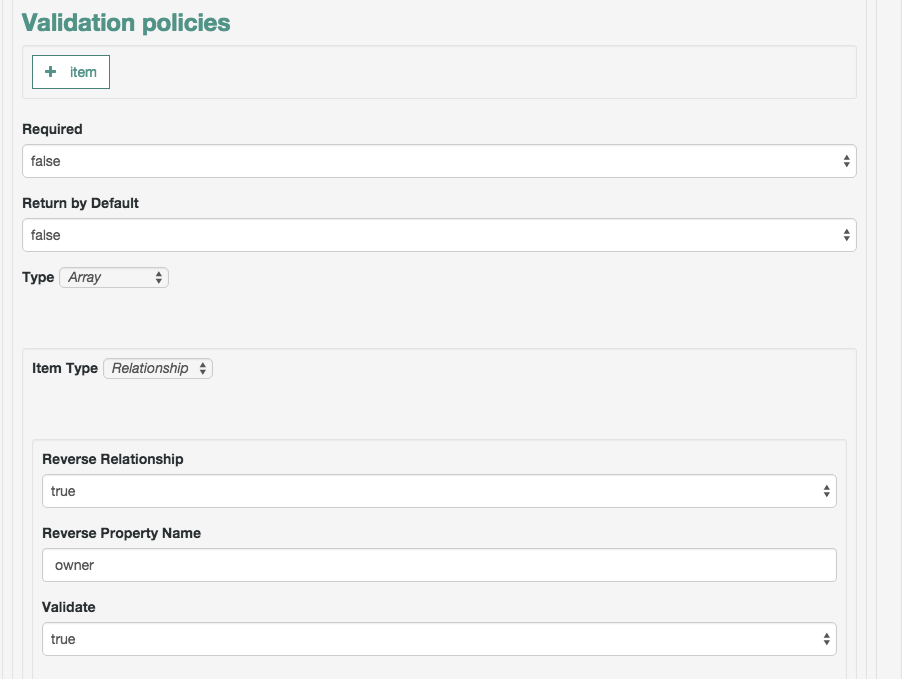 Validation policies
+ item
Required
false
Return by Default
false
Type Array
Item Type Relationship
Reverse Relationship
true
Reverse Property Name
owner
Validate
true